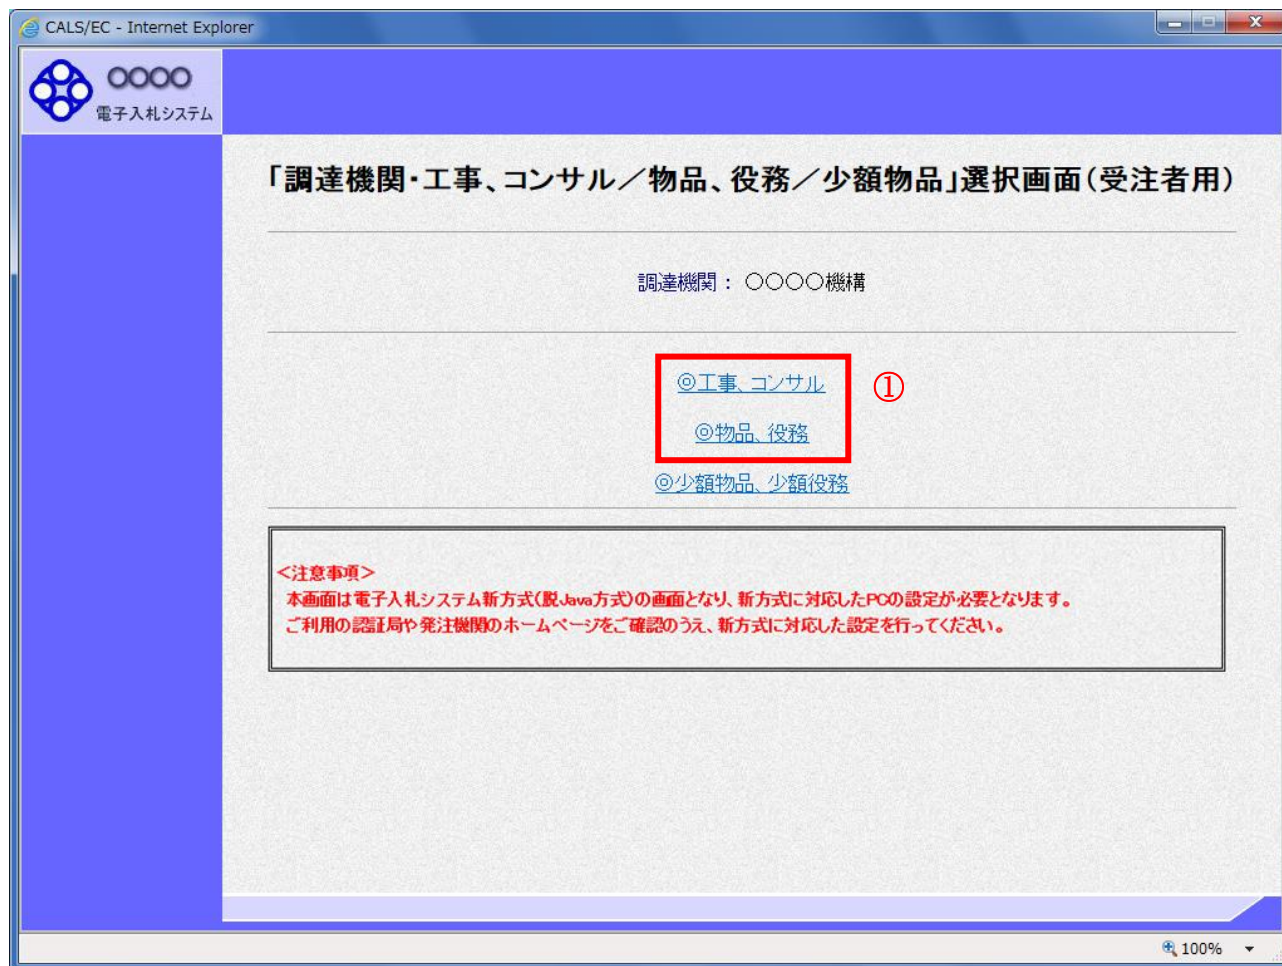 CALS/EC - Internet Explorer
〇〇〇〇
電子入札システム
「調達機関・工事、コンサル／物品、役務／少額物品」選択画面（受注者用）
調達機関： 〇〇〇〇機構
◎工事、コンサル
①
◎物品、役務
◎少額物品、少額役務
＜注意事項＞
本画面は電子入札システム新方式（脱Java方式）の画面となり、新方式に対応したPCの設定が必要となります。
ご利用の認証局や発注機関のホームページをご確認のうえ、新方式に対応した設定を行ってください。
100%